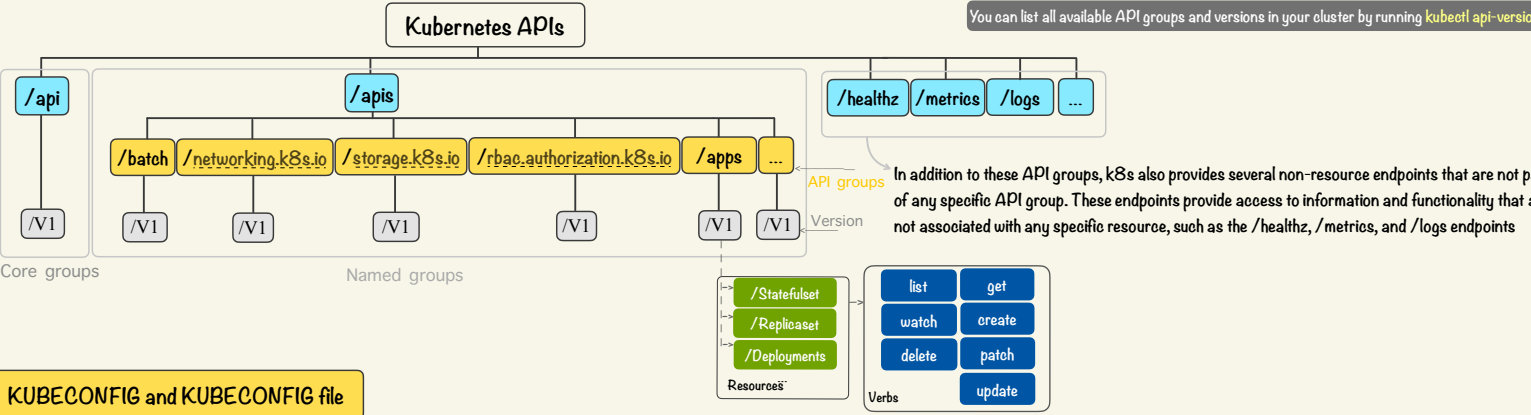 Kubernetes APIs
You can list all available API groups and versions in your cluster by running kubectl api-versio
/api
/apis
/healthz
/metrics
/logs
...
/batch
/networking.k8s.io
/storage.k8s.io
/rbac.authorization.k8s.io
/apps
...
API groups
In addition to these API groups, k8s also provides several non-resource endpoints that are not p
of any specific API group. These endpoints provide access to information and functionality that a
not associated with any specific resource, such as the /healthz, /metrics, and /logs endpoints
/V1
/V1
/V1
/V1
/V1
/V1
/V1
Version
Core groups
Named groups
/Statefulset
/Replicaset
/Deployments
Resources
list
get
watch
create
delete
patch
update
Verbs
KUBECONFIG and KUBECONFIG file